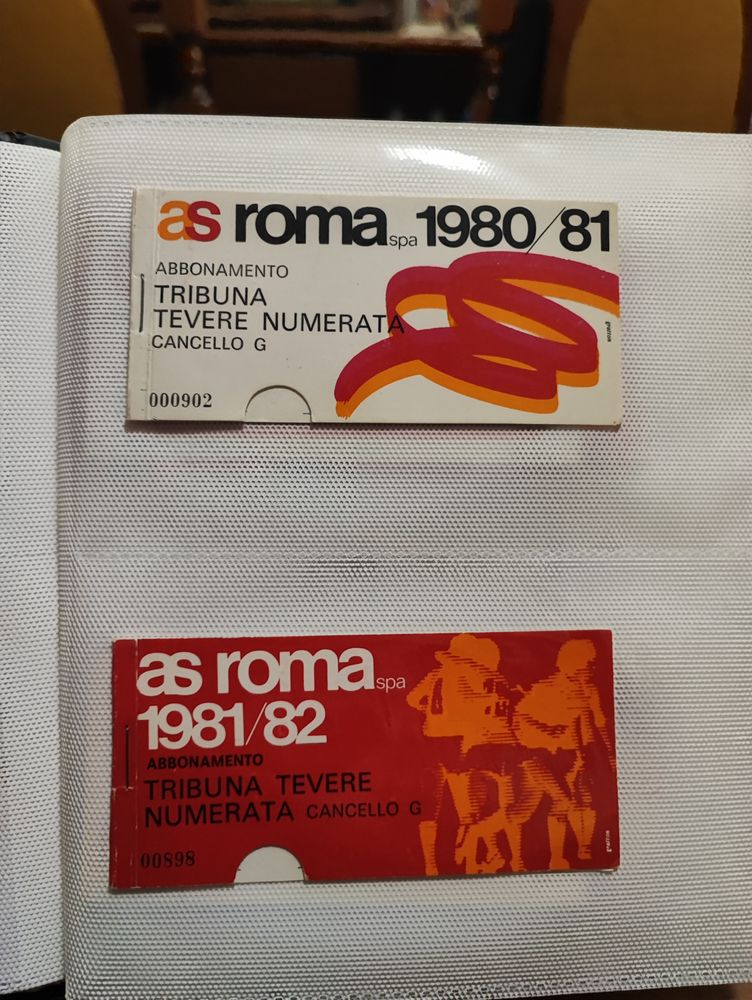 as roma spa 1980/81
ABBONAMENTO
TRIBUNA
TEVERE NUMERATA
CANCELLO G
000902
as roma spa
1981/82
ABBONAMENTO
TRIBUNA TEVERE
NUMERATA CANCELLO G
00898